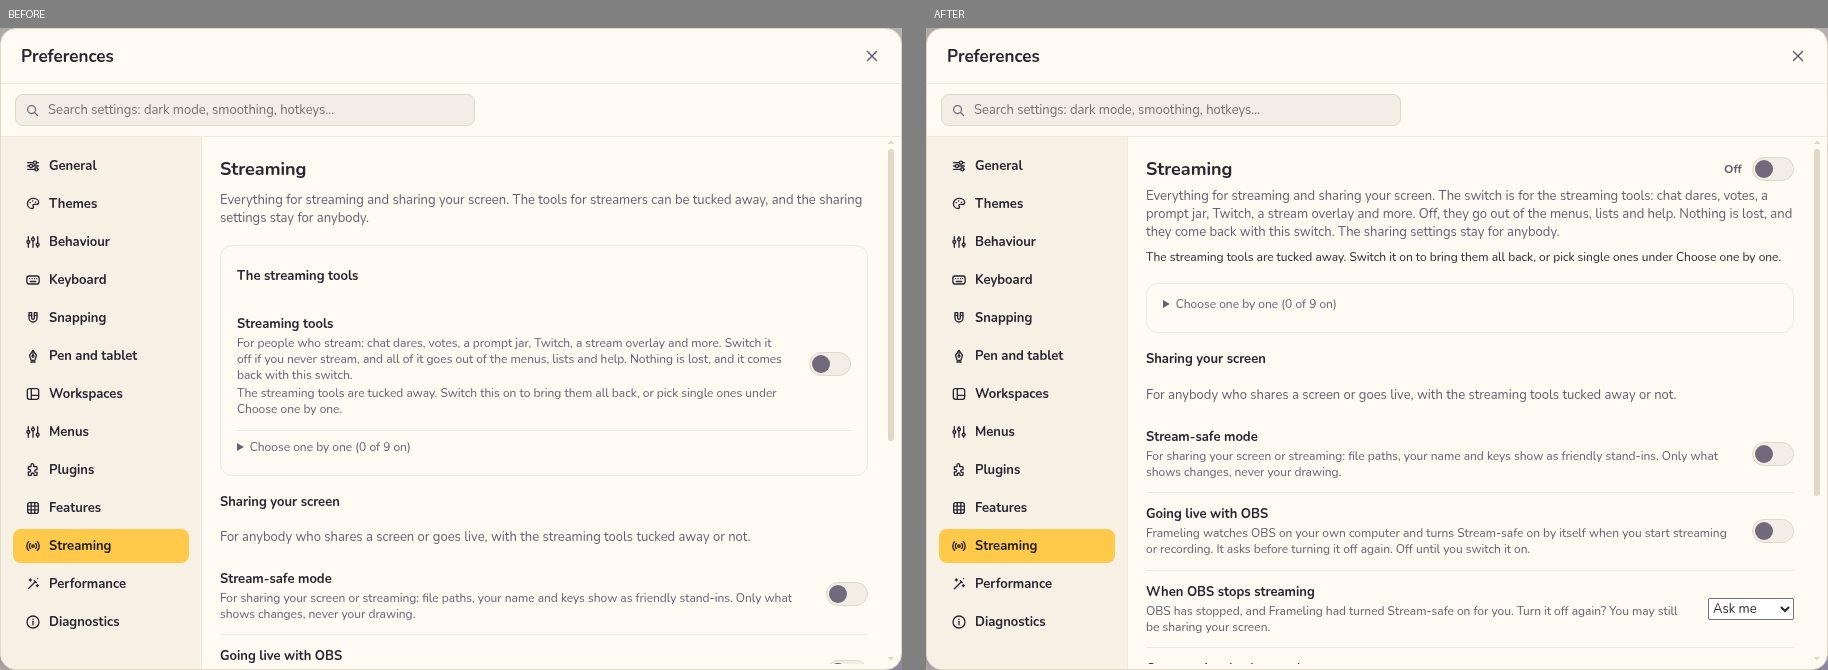 BEFORE
Preferences
Search settings: dark mode, smoothing, hotkeys...
General
Themes
Behaviour
Keyboard
Snapping
Pen and tablet
Workspaces
Menus
Plugins
Features
Streaming
Performance
Diagnostics
Streaming
Everything for streaming and sharing your screen. The tools for streamers can be tucked away, and the sharing
settings stay for anybody.
The streaming tools
Streaming tools
For people who stream: chat dares, votes, a prompt jar, Twitch, a stream overlay and more. Switch it
off if you never stream, and all of it goes out of the menus, lists and help. Nothing is lost, and it comes
back with this switch.
The streaming tools are tucked away. Switch this on to bring them all back, or pick single ones under
Choose one by one.
Choose one by one (0 of 9 on)
Sharing your screen
For anybody who shares a screen or goes live, with the streaming tools tucked away or not.
Stream-safe mode
For sharing your screen or streaming: file paths, your name and keys show as friendly stand-ins. Only what
shows changes, never your drawing.
Going live with OBS
AFTER
Preferences
Search settings: dark mode, smoothing, hotkeys...
General
Themes
Behaviour
Keyboard
Snapping
Pen and tablet
Workspaces
Menus
Plugins
Features
Streaming
Performance
Diagnostics
Streaming
Off
Everything for streaming and sharing your screen. The switch is for the streaming tools: chat dares, votes, a
prompt jar, Twitch, a stream overlay and more. Off, they go out of the menus, lists and help. Nothing is lost, and
they come back with this switch. The sharing settings stay for anybody.
The streaming tools are tucked away. Switch it on to bring them all back, or pick single ones under Choose one by one.
Choose one by one (0 of 9 on)
Sharing your screen
For anybody who shares a screen or goes live, with the streaming tools tucked away or not.
Stream-safe mode
For sharing your screen or streaming: file paths, your name and keys show as friendly stand-ins. Only what
shows changes, never your drawing.
Going live with OBS
Frameling watches OBS on your own computer and turns Stream-safe on by itself when you start streaming
or recording. It asks before turning it off again. Off until you switch it on.
When OBS stops streaming
OBS has stopped, and Frameling had turned Stream-safe on for you. Turn it off again? You may still
be sharing your screen.
Ask me